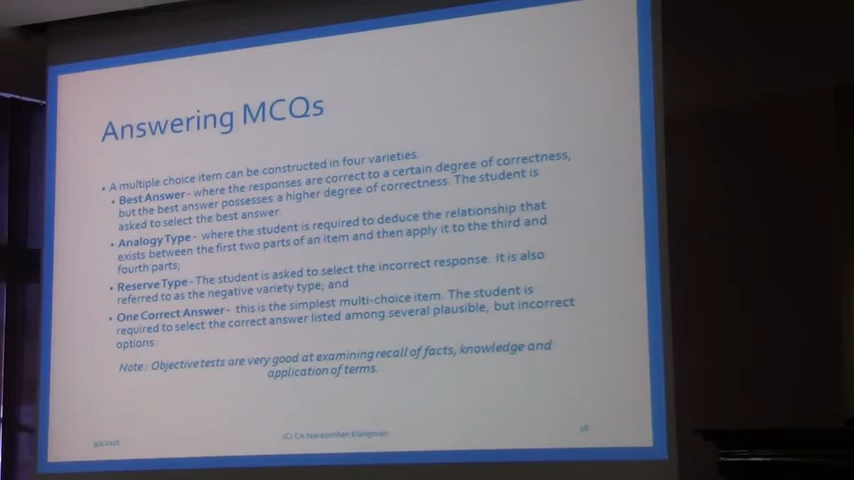 Answering MCQs
• A multiple choice item can be constructed in four varieties.
• Best Answer - where the responses are correct to a certain degree of correctness,
but the best answer possesses a higher degree of correctness. The student is
asked to select the best answer.
• Analogy Type - where the student is required to deduce the relationship that
exists between the first two parts of an item and then apply it to the third and
fourth parts;
• Reserve Type - The student is asked to select the incorrect response. It is also
referred to as the negative variety type; and
• One Correct Answer - this is the simplest multi-choice item. The student is
required to select the correct answer listed among several plausible, but incorrect
options.
Note : Objective tests are very good at examining recall of facts, knowledge and
application of terms.
(C) CA Narasimhan Elangovan